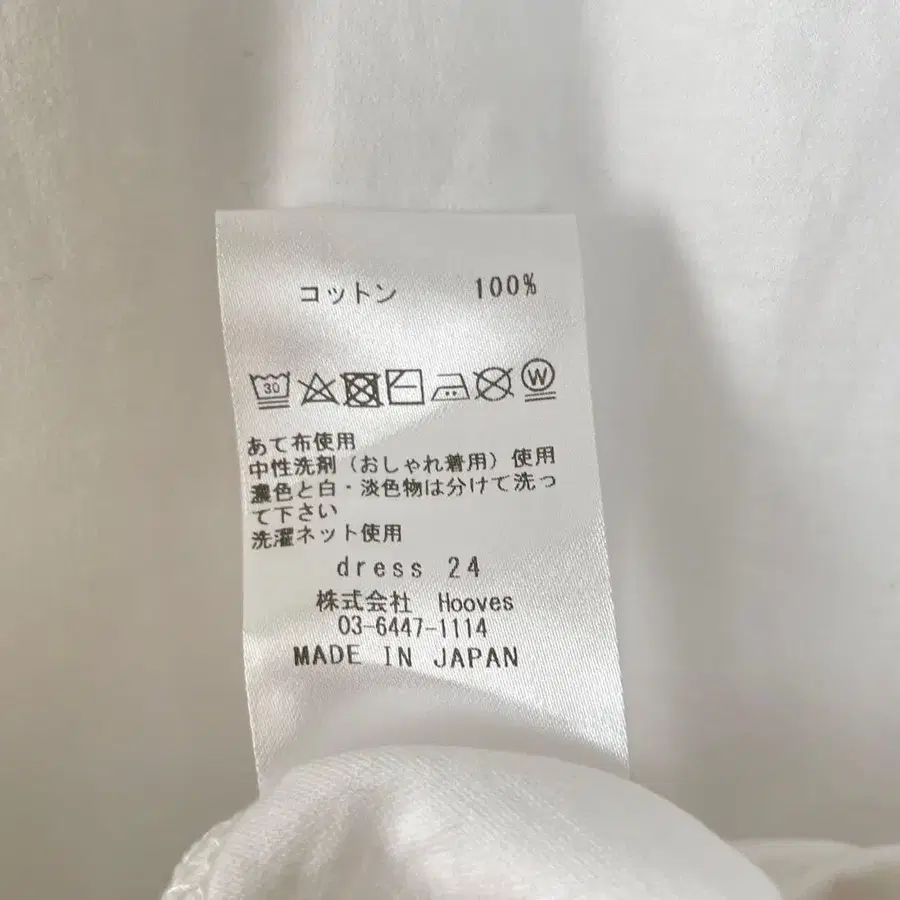 コットン 100%
30 W
あて布使用
中性洗剤（おしゃれ着用）使用
濃色と白・淡色物は分けて洗っ
て下さい
洗濯ネット使用
dress 24
株式会社 Hooves
03-6447-1114
MADE IN JAPAN